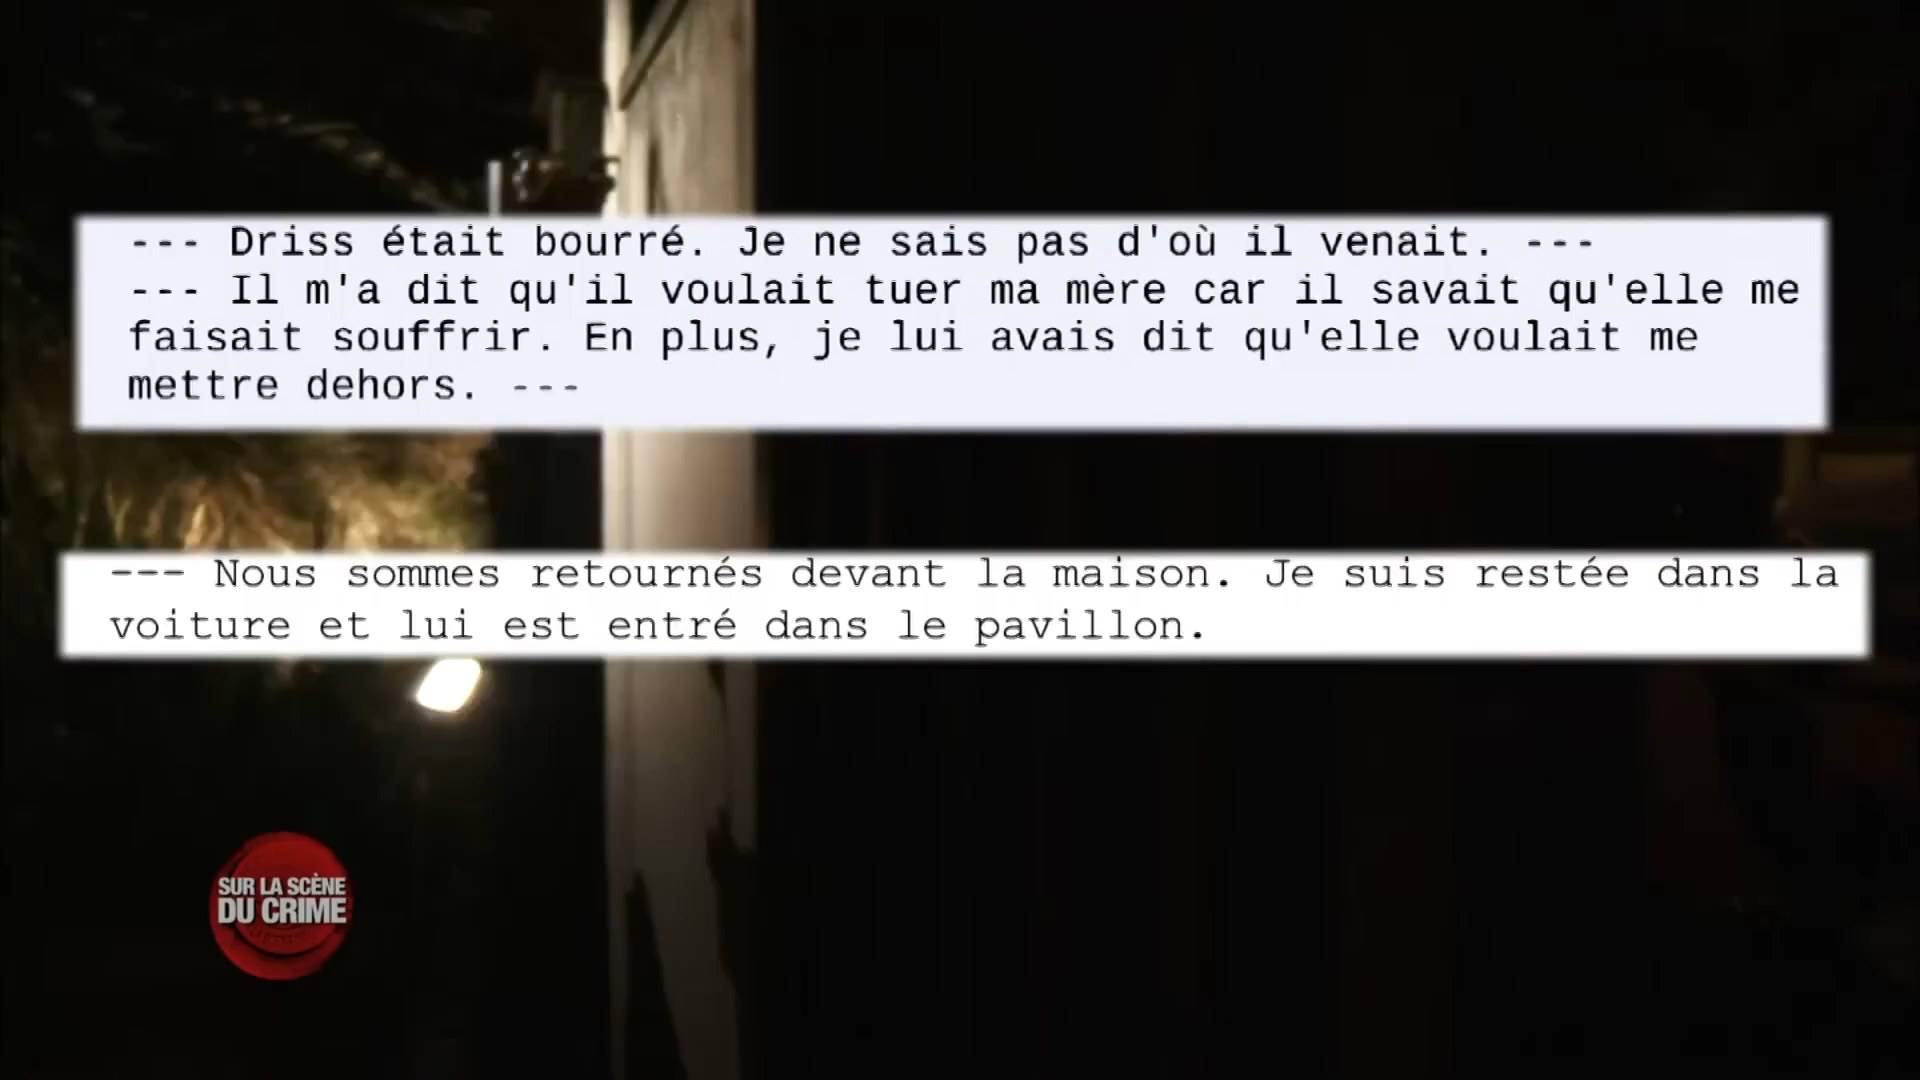 --- Driss était bourré. Je ne sais pas d'où il venait. ---
--- Il m'a dit qu'il voulait tuer ma mère car il savait qu'elle me
faisait souffrir. En plus, je lui avais dit qu'elle voulait me
mettre dehors. ---
--- Nous sommes retournés devant la maison. Je suis restée dans la
voiture et lui est entré dans le pavillon.
SUR LA SCÈNE
DU CRIME